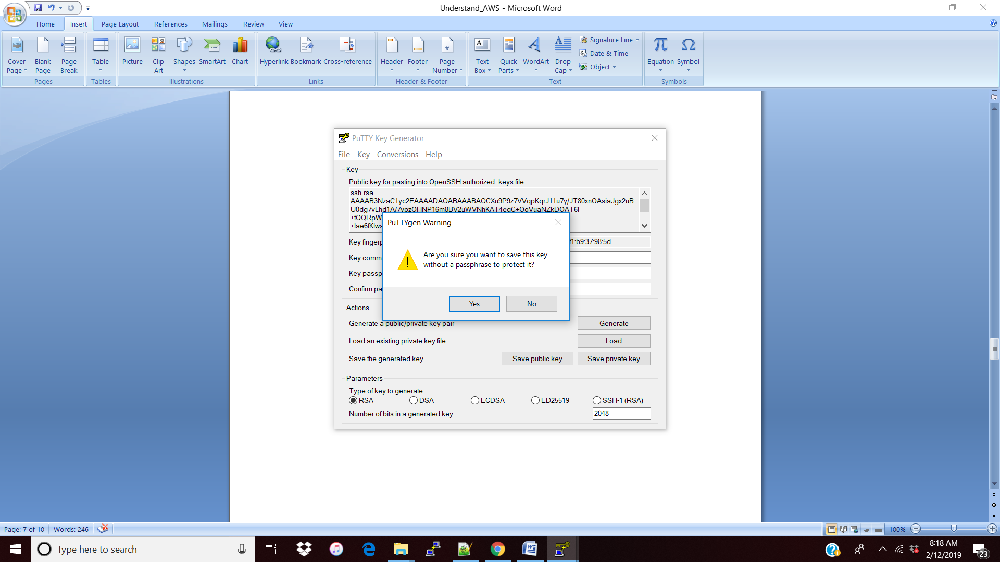 Understand_AWS - Microsoft Word
Home Insert Page Layout References Mailings Review View
Cover Page
Blank Page
Page Break
Table
Picture
Clip Art
Shapes
SmartArt
Chart
Hyperlink
Bookmark
Cross-reference
Header
Footer
Page Number
Text Box
Quick Parts
WordArt
Drop Cap
Signature Line
Date & Time
Object
Equation
Symbol
Pages Tables Illustrations Links Header & Footer Text Symbols
PuTTY Key Generator
File Key Conversions Help
Key
Public key for pasting into OpenSSH authorized_keys file:
ssh-rsa
PuTTYgen Warning
Are you sure you want to save this key
without a passphrase to protect it?
Yes No
Key fingerp
f1:b9:37:98:5d
Key comm
Key passp
Confirm pa
Actions
Generate a public/private key pair Generate
Load an existing private key file Load
Save the generated key Save public key Save private key
Parameters
Type of key to generate:
RSA DSA ECDSA ED25519 SSH-1 (RSA)
Number of bits in a generated key: 2048
Page: 7 of 10 Words: 246 100%
Type here to search
8:18 AM
2/12/2019
23